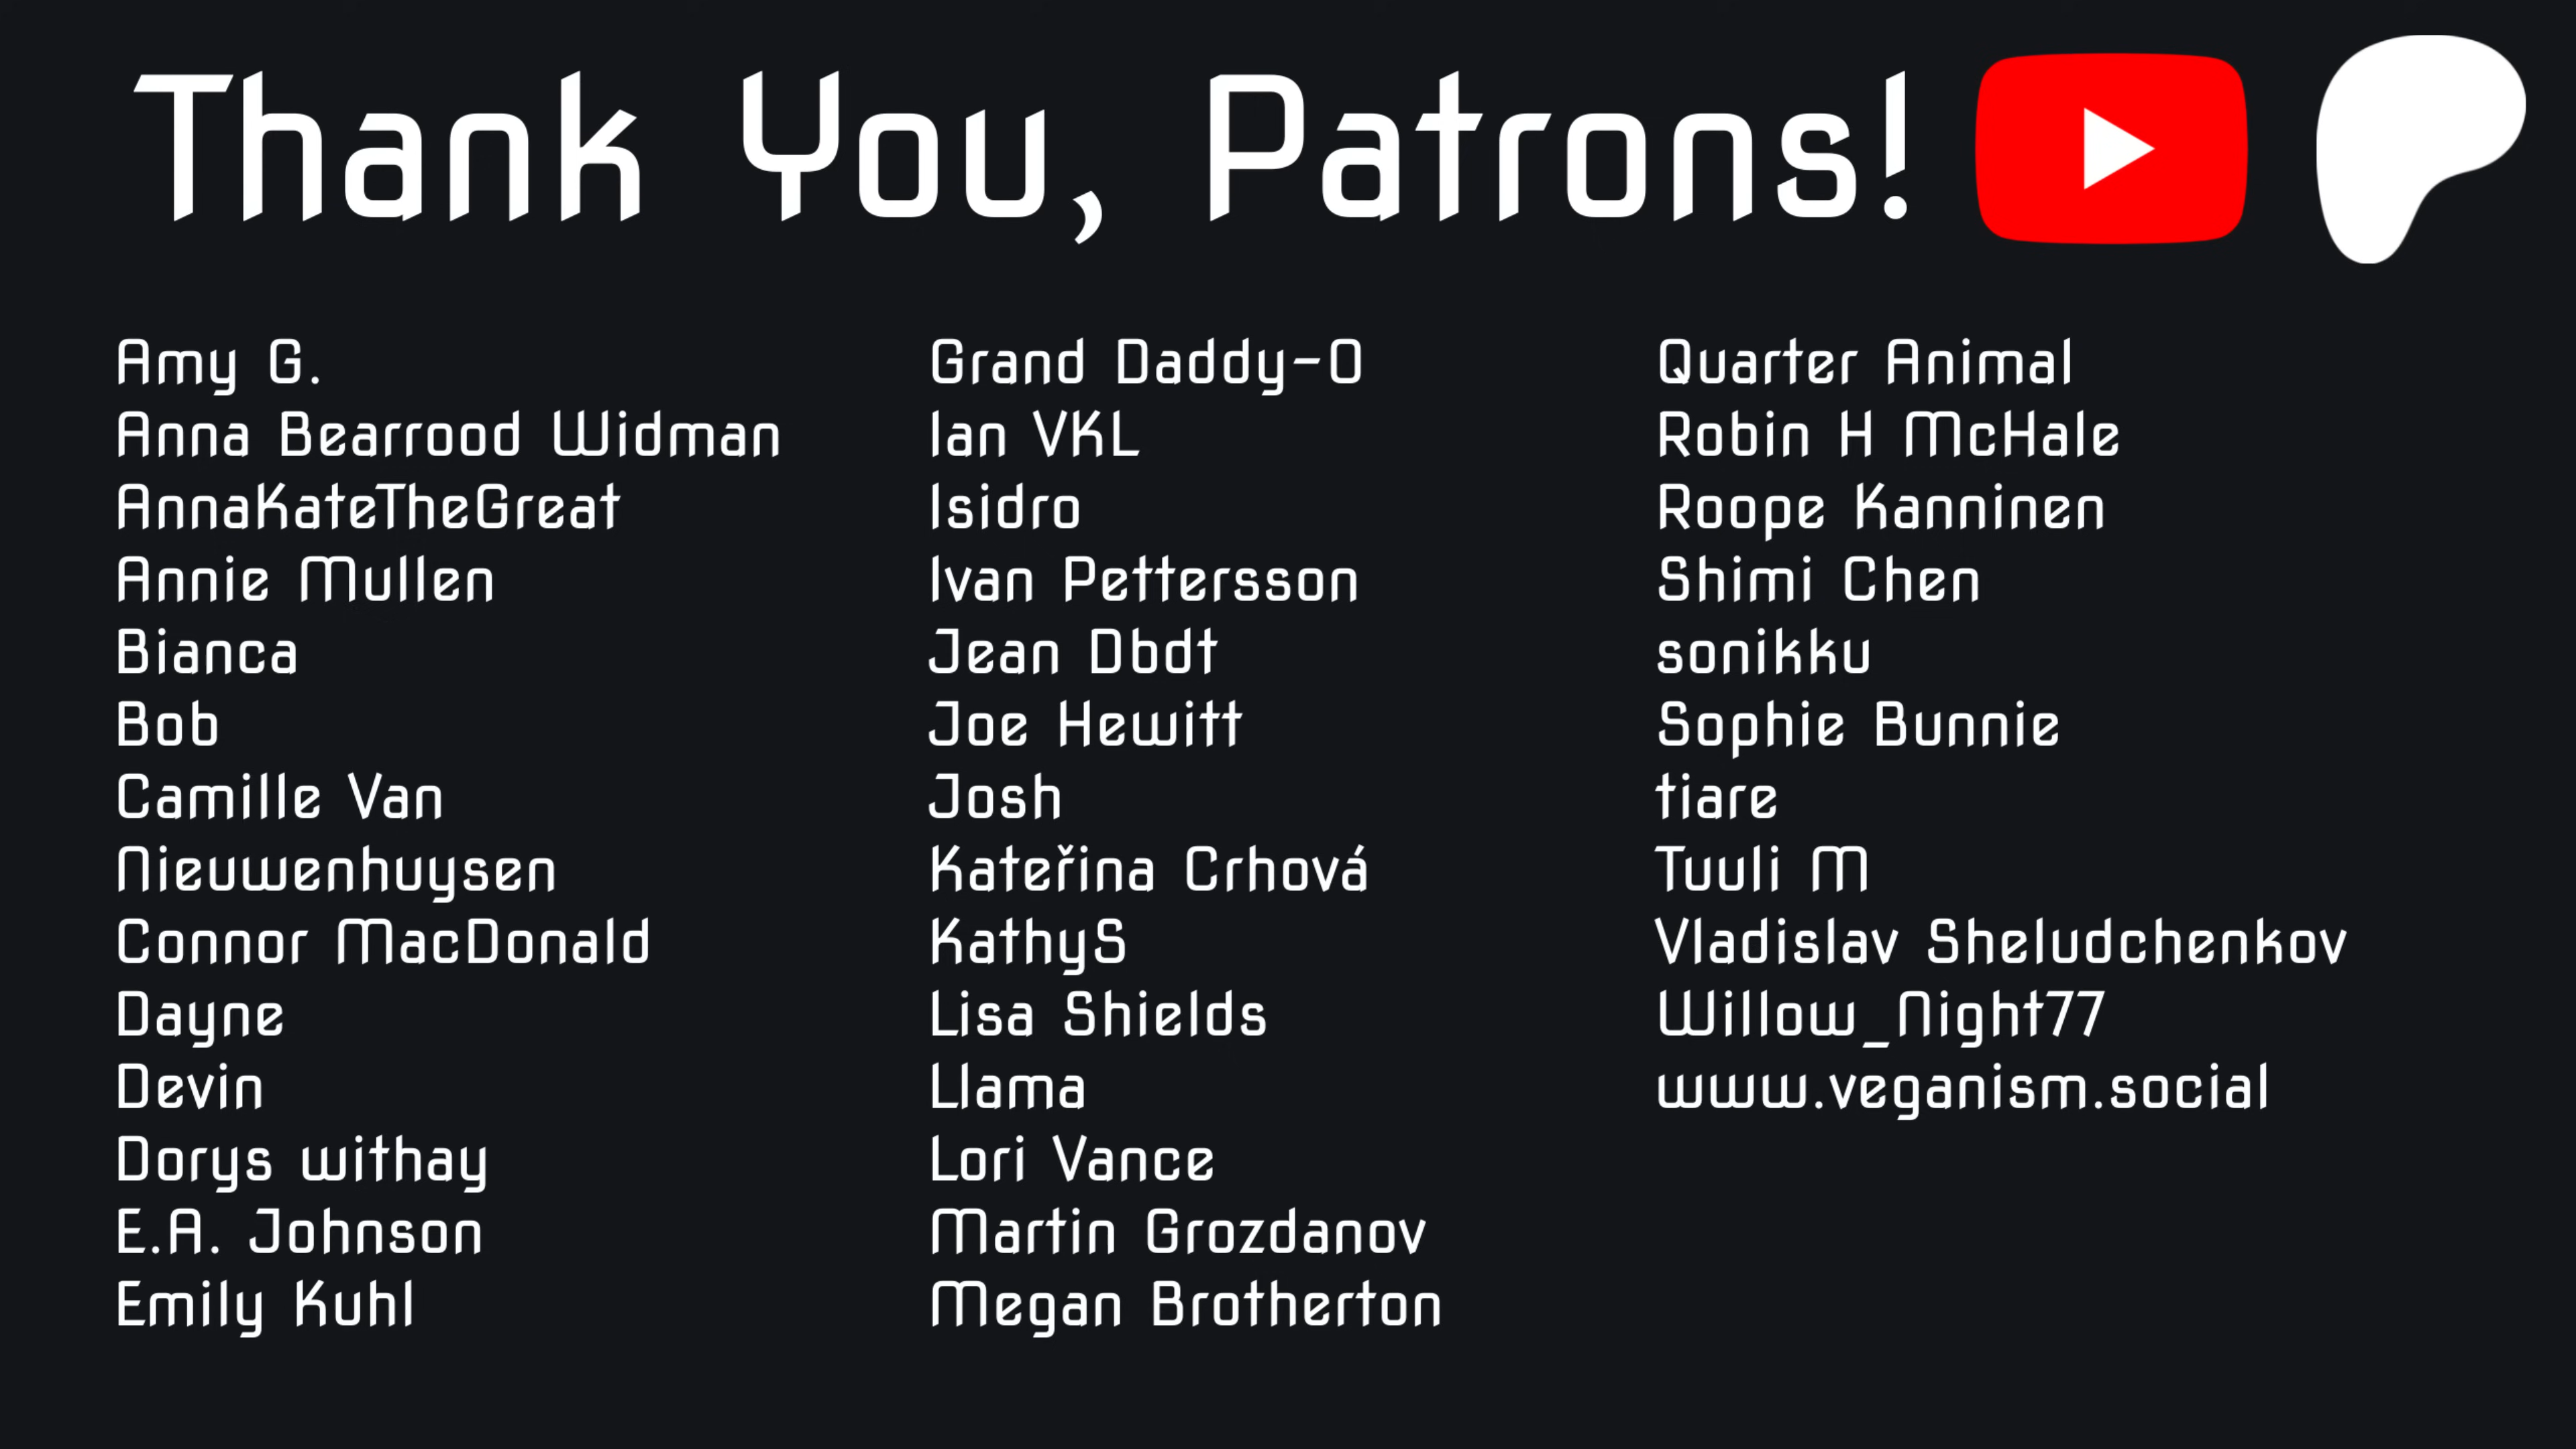 Thank You, Patrons!
Amy G.
Anna Bearrood Widman
AnnaKateTheGreat
Annie Mullen
Bianca
Bob
Camille Van
Nieuwenhuysen
Connor MacDonald
Dayne
Devin
Dorys withay
E.A. Johnson
Emily Kuhl
Grand Daddy-O
Ian VKL
Isidro
Ivan Pettersson
Jean Dbdt
Joe Hewitt
Josh
Kateřina Crhová
KathyS
Lisa Shields
Llama
Lori Vance
Martin Grozdanov
Megan Brotherton
Quarter Animal
Robin H McHale
Roope Kanninen
Shimi Chen
sonikku
Sophie Bunnie
tiare
Tuuli M
Vladislav Sheludchenkov
Willow_Night77
www.veganism.social